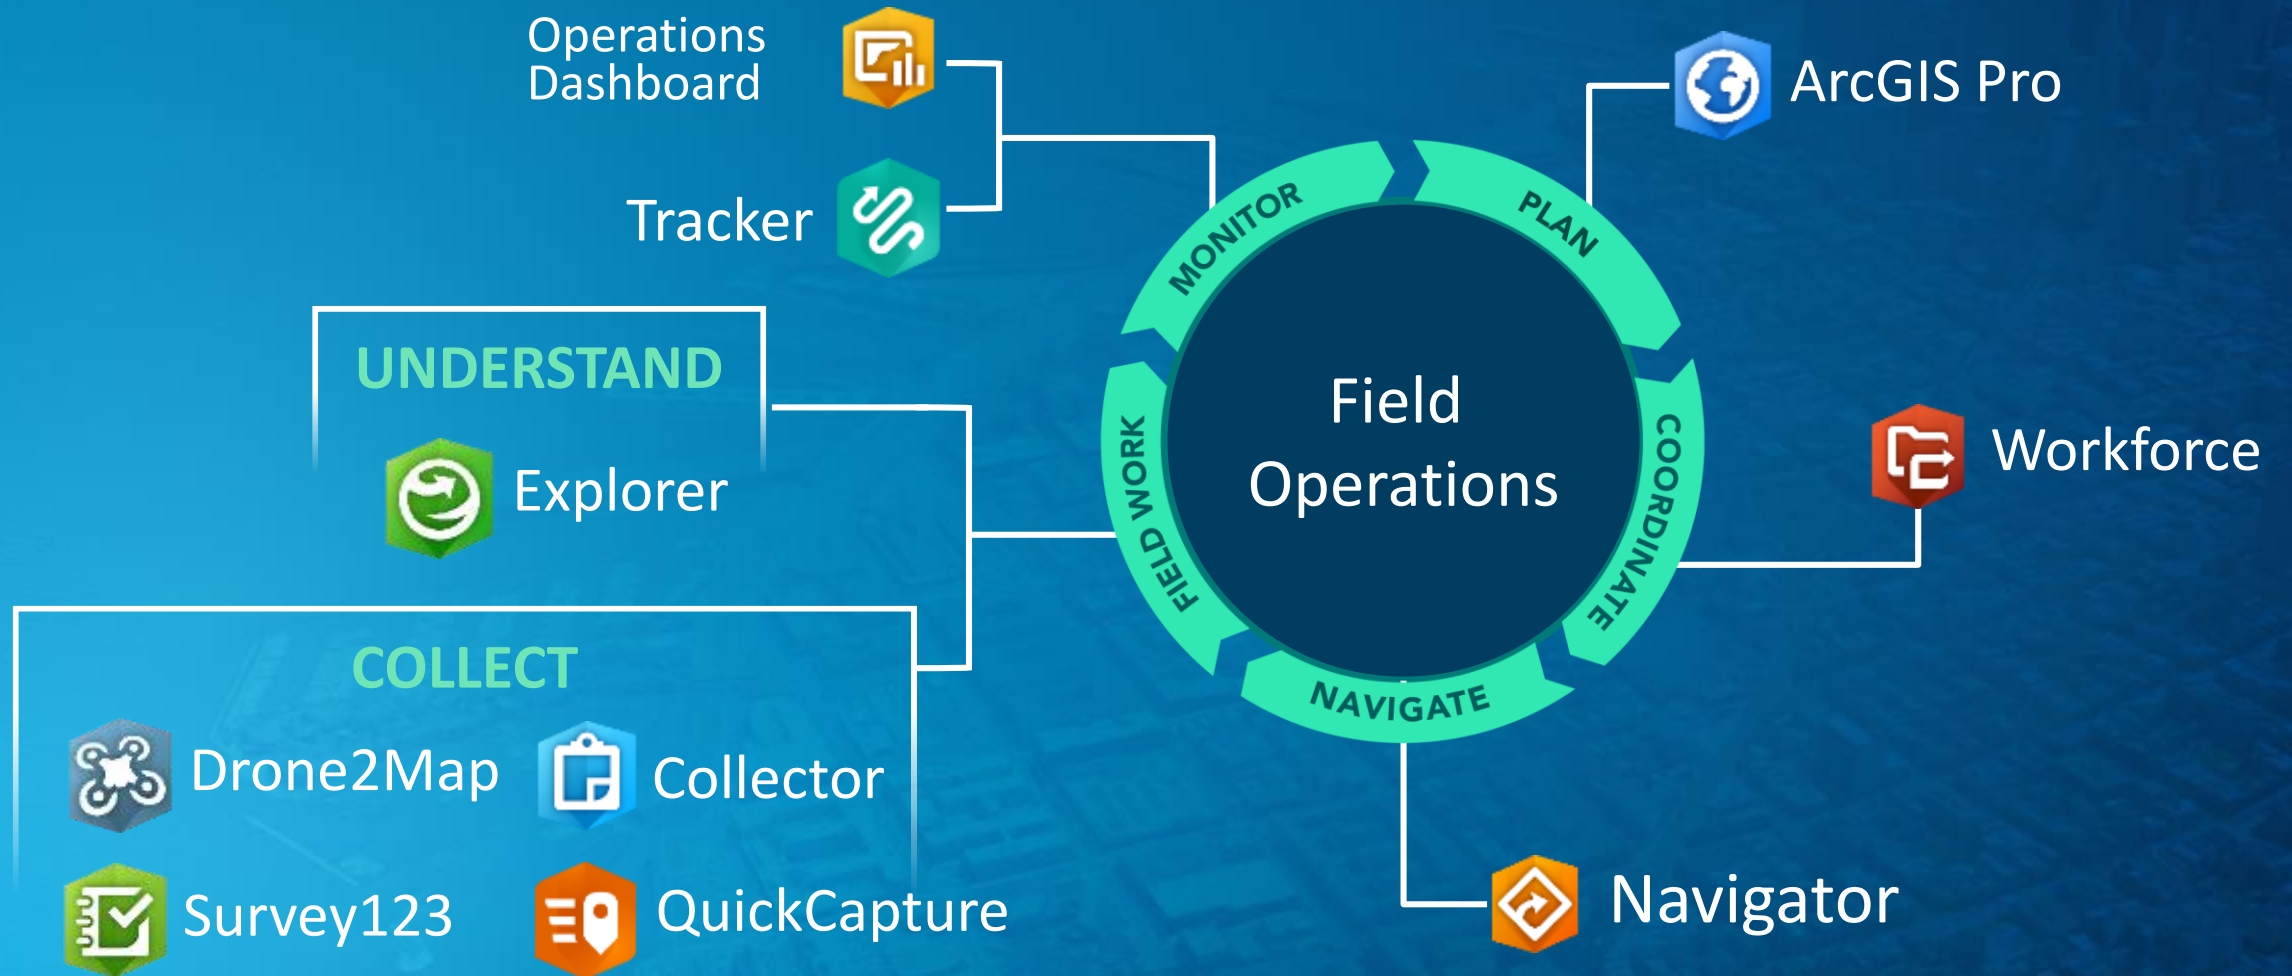 Operations
Dashboard
Tracker
ArcGIS Pro
MONITOR
PLAN
UNDERSTAND
Explorer
Field
Operations
FIELD WORK
COORDINATE
Workforce
NAVIGATE
COLLECT
Drone2Map
Collector
Survey123
QuickCapture
Navigator